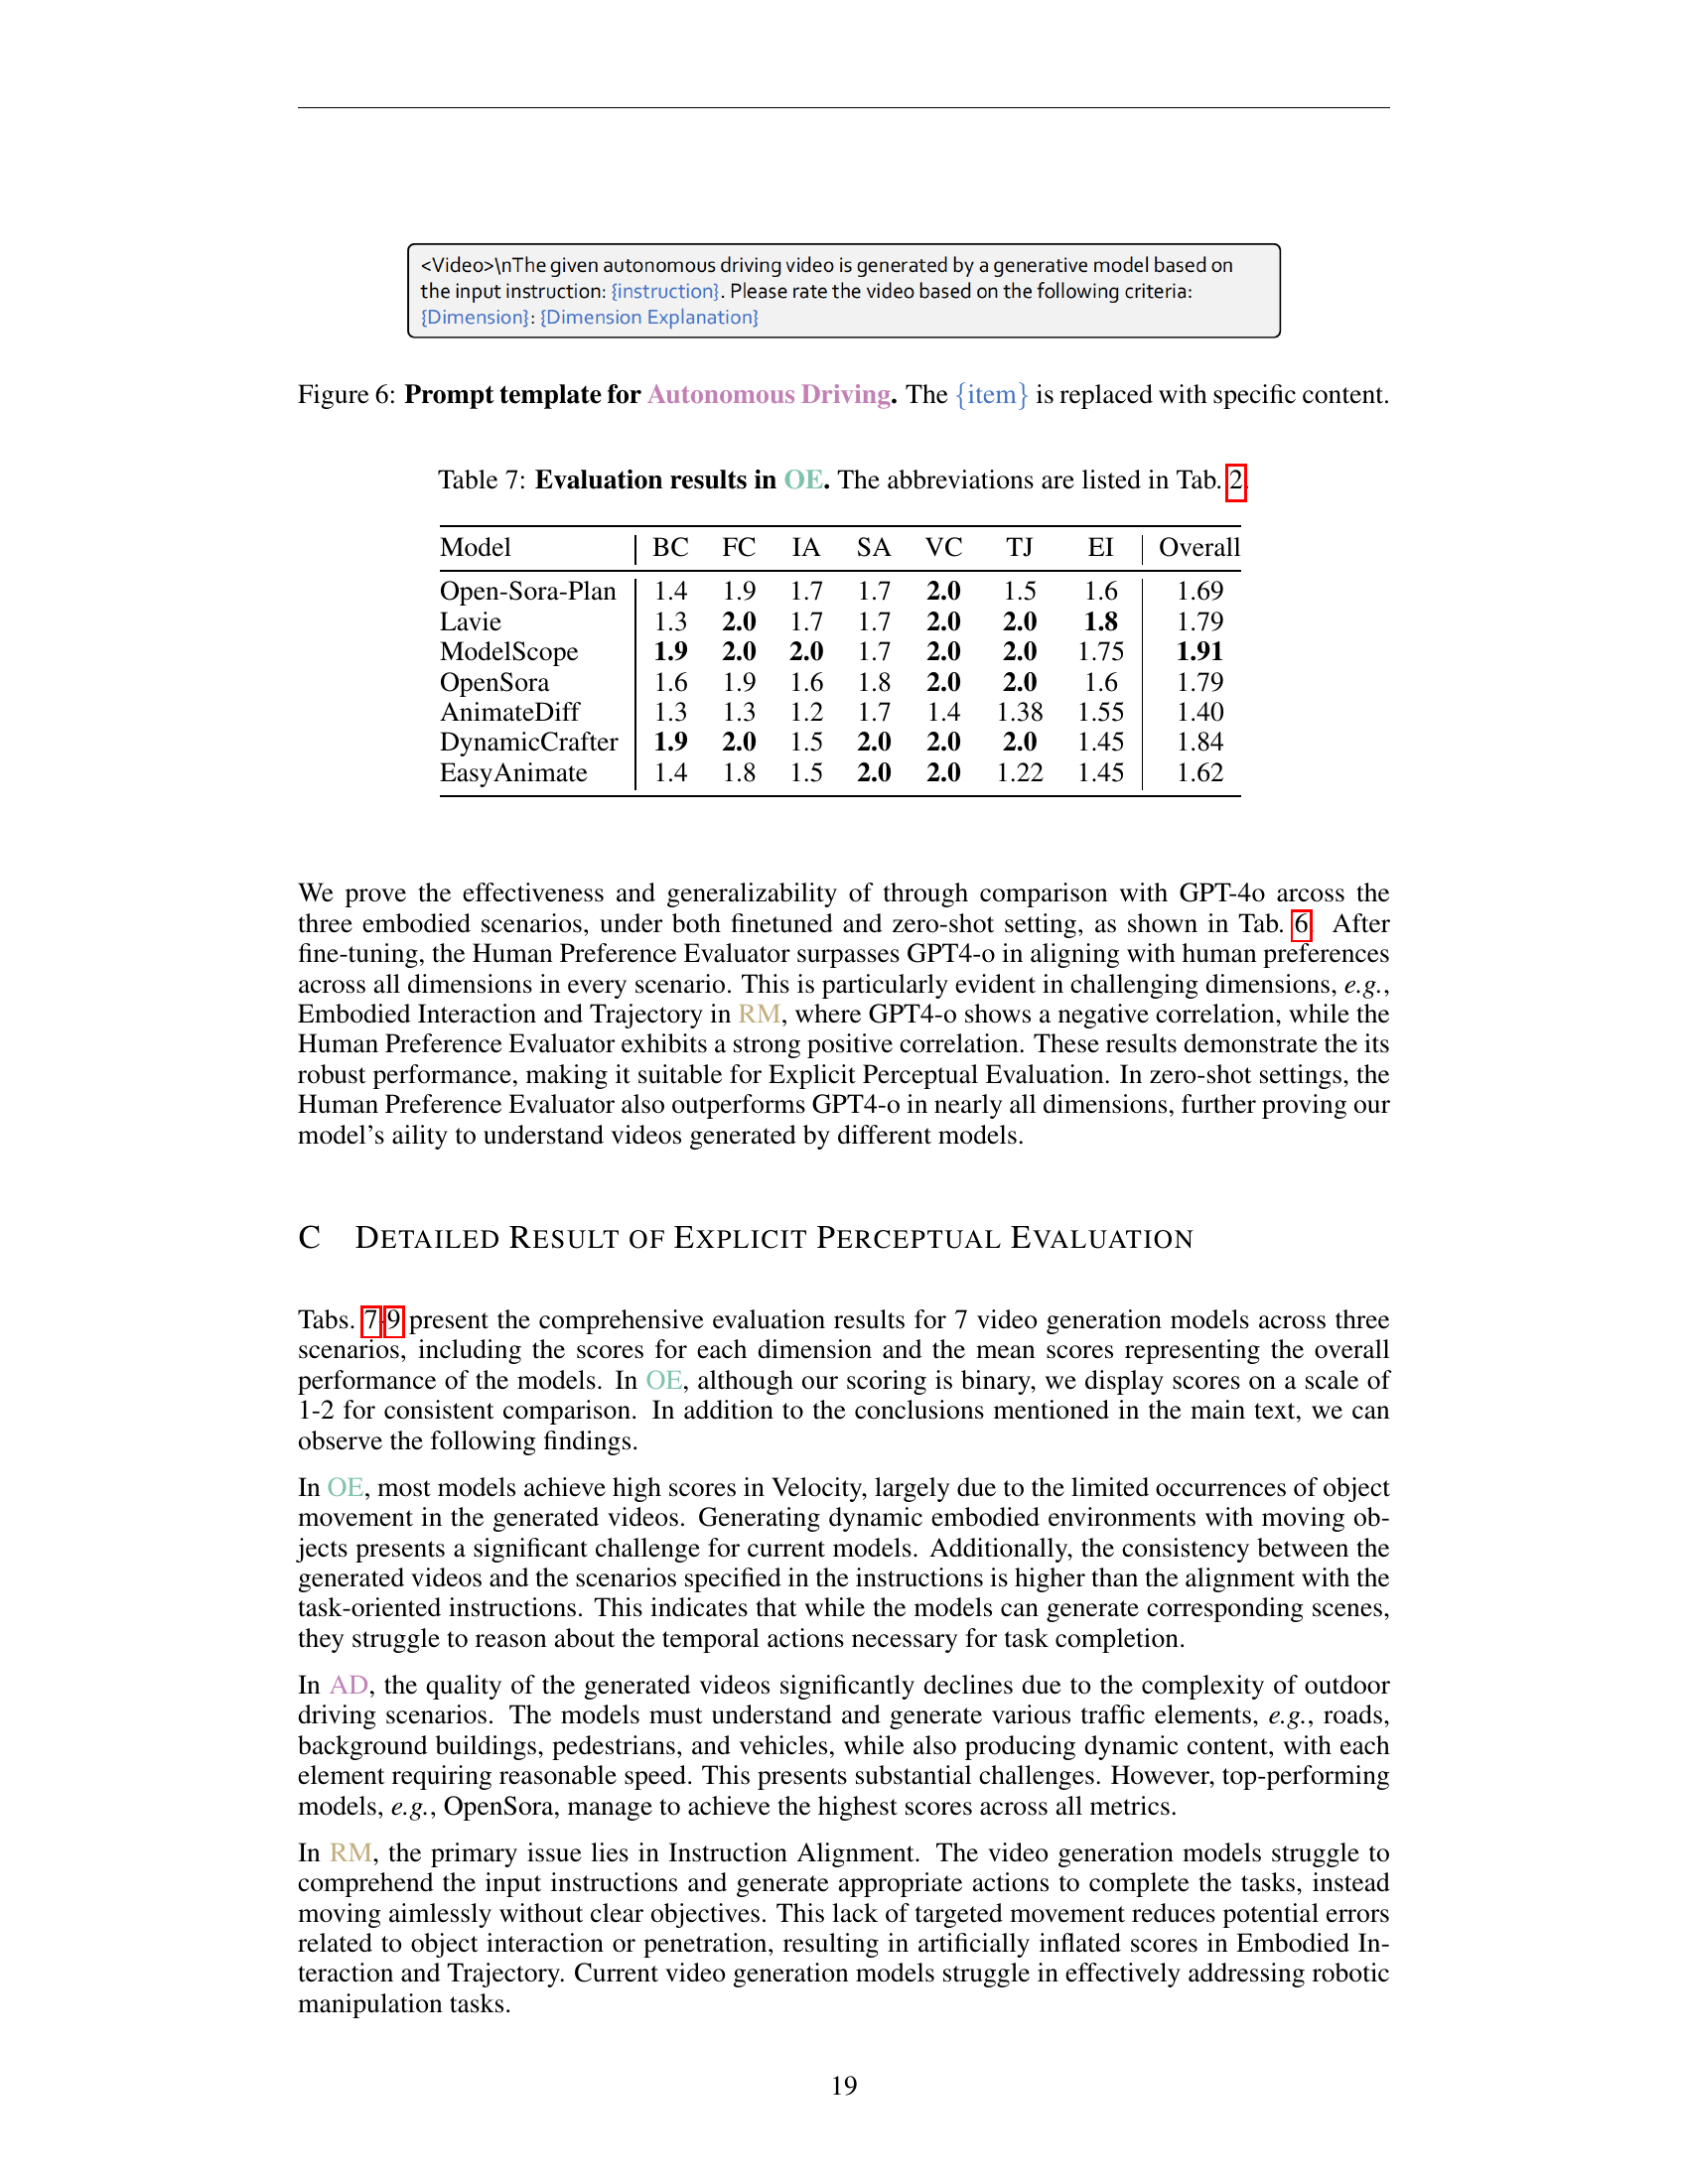 <Video>\nThe given autonomous driving video is generated by a generative model based on
the input instruction: {instruction}. Please rate the video based on the following criteria:
{Dimension}: {Dimension Explanation}
Figure 6: Prompt template for Autonomous Driving. The {item} is replaced with specific content.
Table 7: Evaluation results in OE. The abbreviations are listed in Tab. 2.
Model BC FC IA SA VC TJ EI Overall
Open-Sora-Plan 1.4 1.9 1.7 1.7 2.0 1.5 1.6 1.69
Lavie 1.3 2.0 1.7 1.7 2.0 2.0 1.8 1.79
ModelScope 1.9 2.0 2.0 1.7 2.0 2.0 1.75 1.91
OpenSora 1.6 1.9 1.6 1.8 2.0 2.0 1.6 1.79
AnimateDiff 1.3 1.3 1.2 1.7 1.4 1.38 1.55 1.40
DynamicCrafter 1.9 2.0 1.5 2.0 2.0 2.0 1.45 1.84
EasyAnimate 1.4 1.8 1.5 2.0 2.0 1.22 1.45 1.62
We prove the effectiveness and generalizability of through comparison with GPT-4o arcoss the
three embodied scenarios, under both finetuned and zero-shot setting, as shown in Tab. 6. After
fine-tuning, the Human Preference Evaluator surpasses GPT4-o in aligning with human preferences
across all dimensions in every scenario. This is particularly evident in challenging dimensions, e.g.,
Embodied Interaction and Trajectory in RM, where GPT4-o shows a negative correlation, while the
Human Preference Evaluator exhibits a strong positive correlation. These results demonstrate the its
robust performance, making it suitable for Explicit Perceptual Evaluation. In zero-shot settings, the
Human Preference Evaluator also outperforms GPT4-o in nearly all dimensions, further proving our
model's aility to understand videos generated by different models.
C DETAILED RESULT OF EXPLICIT PERCEPTUAL EVALUATION
Tabs. 7-9 present the comprehensive evaluation results for 7 video generation models across three
scenarios, including the scores for each dimension and the mean scores representing the overall
performance of the models. In OE, although our scoring is binary, we display scores on a scale of
1-2 for consistent comparison. In addition to the conclusions mentioned in the main text, we can
observe the following findings.
In OE, most models achieve high scores in Velocity, largely due to the limited occurrences of object
movement in the generated videos. Generating dynamic embodied environments with moving ob-
jects presents a significant challenge for current models. Additionally, the consistency between the
generated videos and the scenarios specified in the instructions is higher than the alignment with the
task-oriented instructions. This indicates that while the models can generate corresponding scenes,
they struggle to reason about the temporal actions necessary for task completion.
In AD, the quality of the generated videos significantly declines due to the complexity of outdoor
driving scenarios. The models must understand and generate various traffic elements, e.g., roads,
background buildings, pedestrians, and vehicles, while also producing dynamic content, with each
element requiring reasonable speed. This presents substantial challenges. However, top-performing
models, e.g., OpenSora, manage to achieve the highest scores across all metrics.
In RM, the primary issue lies in Instruction Alignment. The video generation models struggle to
comprehend the input instructions and generate appropriate actions to complete the tasks, instead
moving aimlessly without clear objectives. This lack of targeted movement reduces potential errors
related to object interaction or penetration, resulting in artificially inflated scores in Embodied In-
teraction and Trajectory. Current video generation models struggle in effectively addressing robotic
manipulation tasks.
19